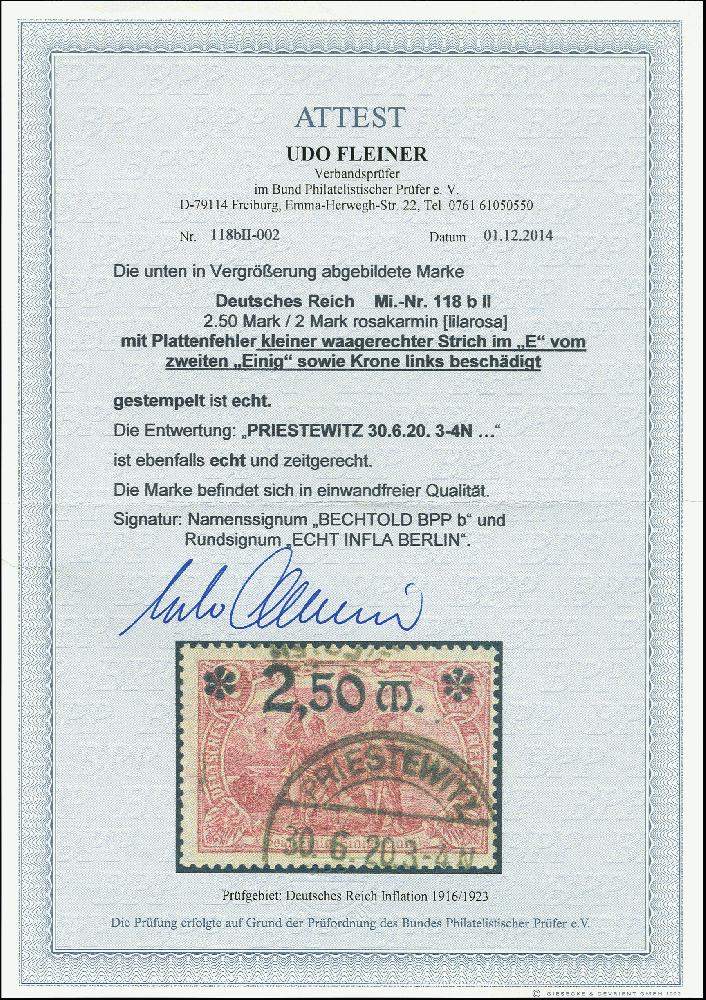 ATTEST
UDO FLEINER
Verbandsprüfer
im Bund Philatelistischer Prüfer e. V.
D-79114 Freiburg, Emma-Herwegh-Str. 22, Tel. 0761 61050550
Nr. 118bII-002 Datum 01.12.2014
Die unten in Vergrößerung abgebildete Marke
Deutsches Reich Mi.-Nr. 118 b II
2.50 Mark / 2 Mark rosakarmin [lilarosa]
mit Plattenfehler kleiner waagerechter Strich im „E“ vom
zweiten „Einig“ sowie Krone links beschädigt
gestempelt ist echt.
Die Entwertung: „PRIESTEWITZ 30.6.20. 3-4N ...“
ist ebenfalls echt und zeitgerecht.
Die Marke befindet sich in einwandfreier Qualität.
Signatur: Namenssignum „BECHTOLD BPP b“ und
Rundsignum „ECHT INFLA BERLIN“.
2,50 M.
PRIESTEWITZ
30. 6. 20.3-4 N
Prüfgebiet: Deutsches Reich Inflation 1916/1923
Die Prüfung erfolgte auf Grund der Prüfordnung des Bundes Philatelistischer Prüfer e.V.
© GIESECKE & DEVRIENT GMBH